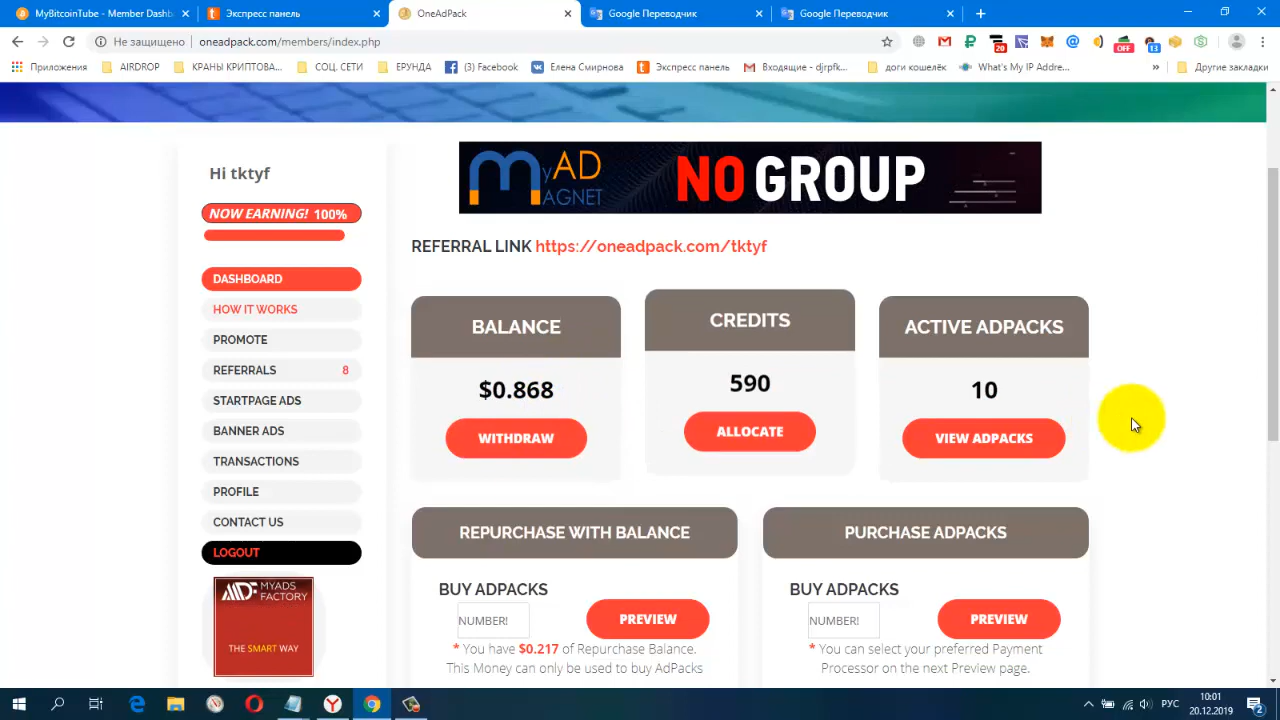 MyBitcoinTube - Member Dashb
Экспресс панель
OneAdPack
Google Переводчик
Google Переводчик
Не защищено
oneadpack.com/members/index.php
20
OFF
13
Приложения
AIRDROP
КРАНЫ КРИПТОВА...
СОЦ. СЕТИ
ЕРУНДА
(3) Facebook
Елена Смирнова
Экспресс панель
Входящие - djrpfk...
доги кошелёк
What's My IP Addre...
»
Другие закладки
Hi tktyf
NOW EARNING! 100%
DASHBOARD
HOW IT WORKS
PROMOTE
REFERRALS 8
STARTPAGE ADS
BANNER ADS
TRANSACTIONS
PROFILE
CONTACT US
LOGOUT
MYADS
FACTORY
THE SMART WAY
MyAD
MAGNET
NO GROUP
REFERRAL LINK https://oneadpack.com/tktyf
BALANCE
$0.868
WITHDRAW
CREDITS
590
ALLOCATE
ACTIVE ADPACKS
10
VIEW ADPACKS
REPURCHASE WITH BALANCE
BUY ADPACKS
NUMBER!
PREVIEW
* You have $0.217 of Repurchase Balance.
This Money can only be used to buy AdPacks
PURCHASE ADPACKS
BUY ADPACKS
NUMBER!
PREVIEW
* You can select your preferred Payment
Processor on the next Preview page.
РУС
10:01
20.12.2019
2